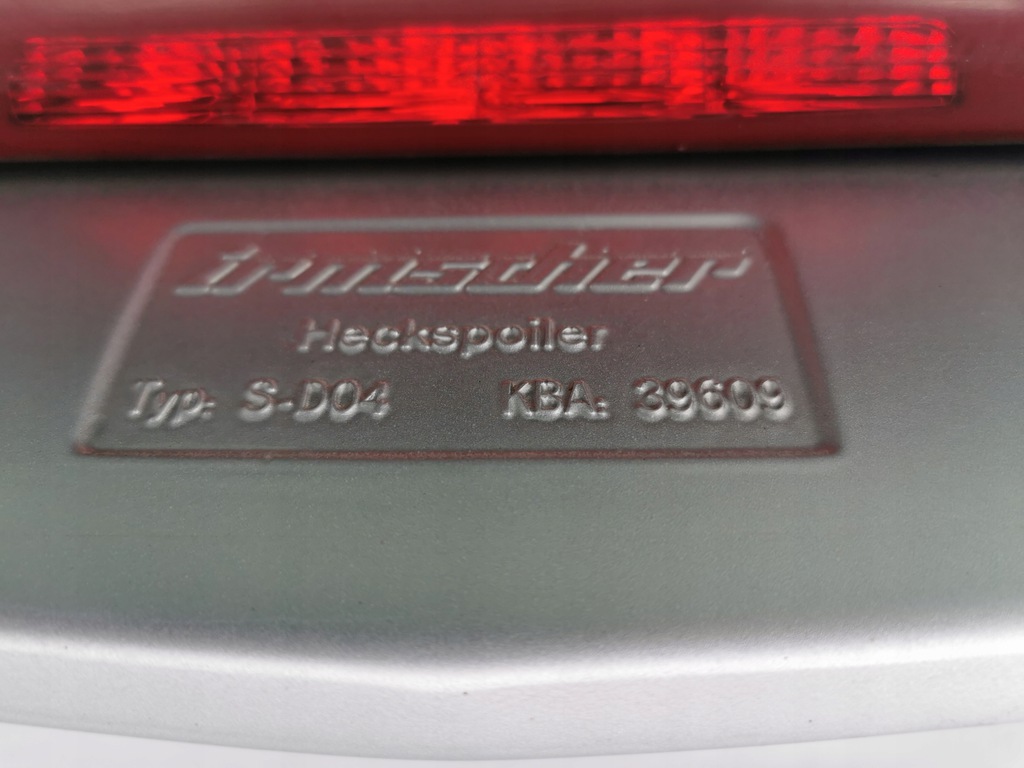 irmscher
Heckspoiler
Typ: S-D04 KBA: 39609